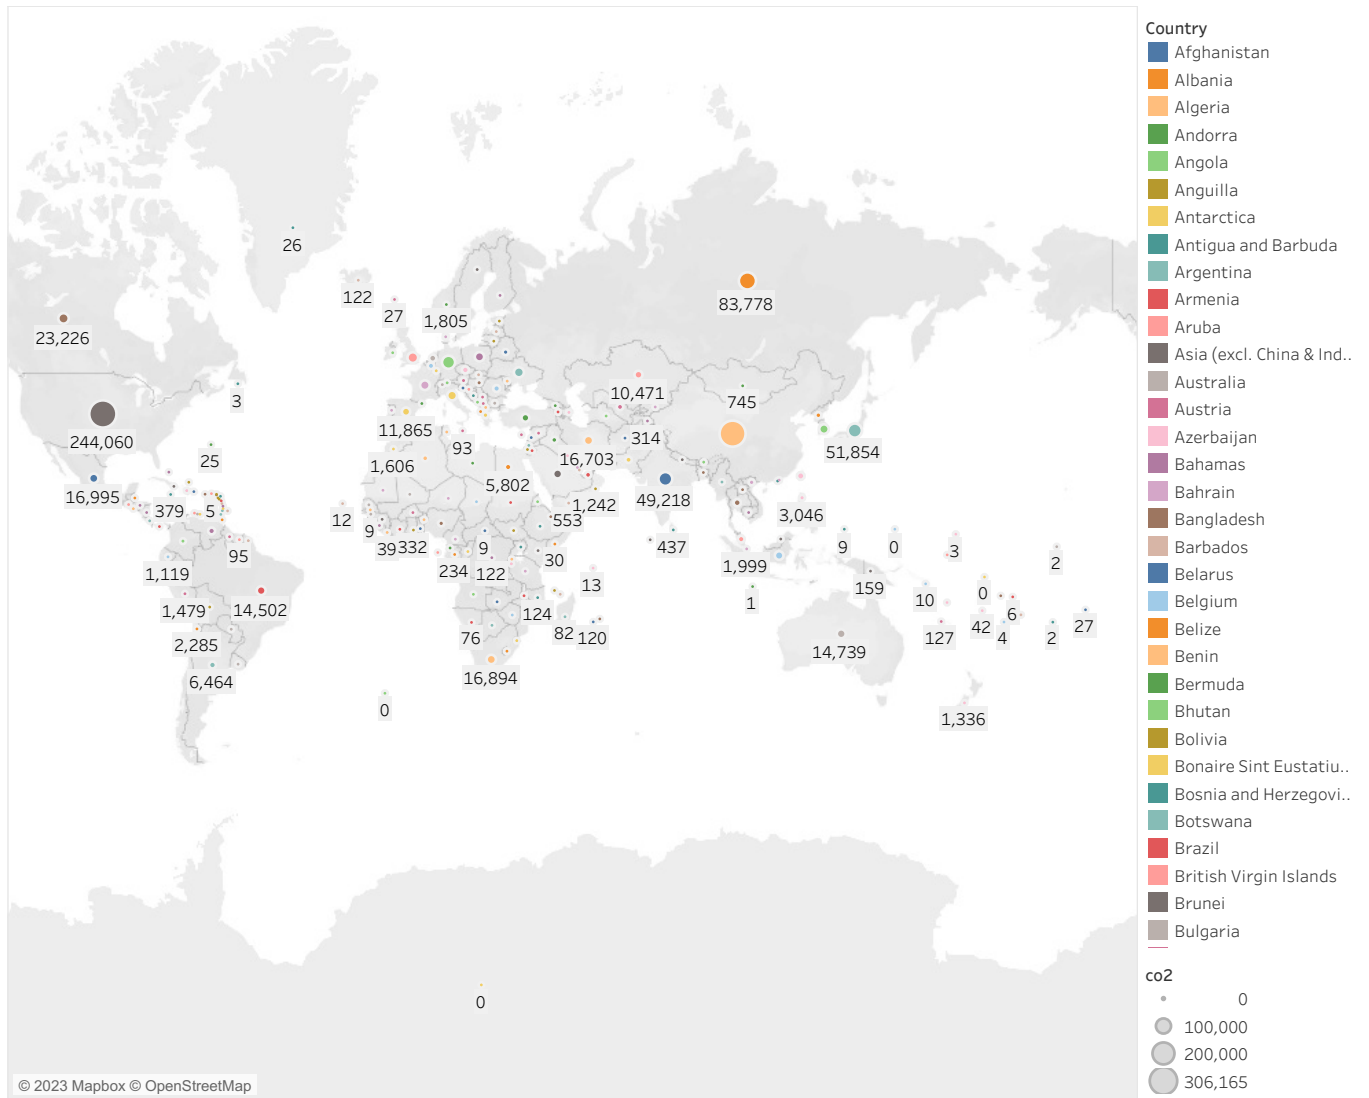 26
122
27
1,805
83,778
23,226
3
244,060
25
11,865
93
10,471
745
51,854
314
16,703
1,606
5,802
49,218
1,242
16,995
379
5
12
9
39
332
553
3,046
9
0
3
2
437
95
1,119
234
9
122
30
13
1,999
159
1
10
0
1,479
14,502
2,285
76
124
82
120
127
42
6
4
2
27
14,739
6,464
16,894
0
1,336
0
© 2023 Mapbox © OpenStreetMap
Country
Afghanistan
Albania
Algeria
Andorra
Angola
Anguilla
Antarctica
Antigua and Barbuda
Argentina
Armenia
Aruba
Asia (excl. China & Ind..
Australia
Austria
Azerbaijan
Bahamas
Bahrain
Bangladesh
Barbados
Belarus
Belgium
Belize
Benin
Bermuda
Bhutan
Bolivia
Bonaire Sint Eustatiu..
Bosnia and Herzegovi..
Botswana
Brazil
British Virgin Islands
Brunei
Bulgaria
co2
0
100,000
200,000
306,165